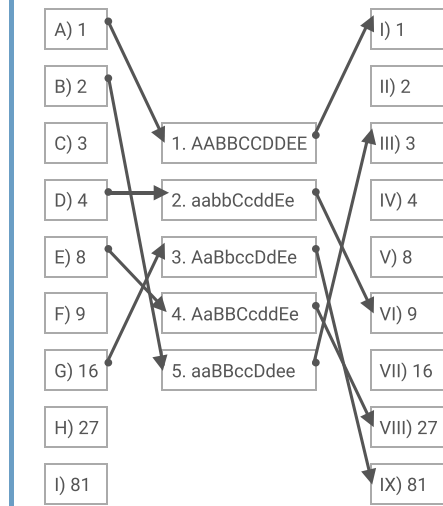 A) 1
B) 2
C) 3
D) 4
E) 8
F) 9
G) 16
H) 27
I) 81
1. AABBCCDDEE
2. aabbCcddEe
3. AaBbccDdEe
4. AaBBCcddEe
5. aaBBccDdee
I) 1
II) 2
III) 3
IV) 4
V) 8
VI) 9
VII) 16
VIII) 27
IX) 81